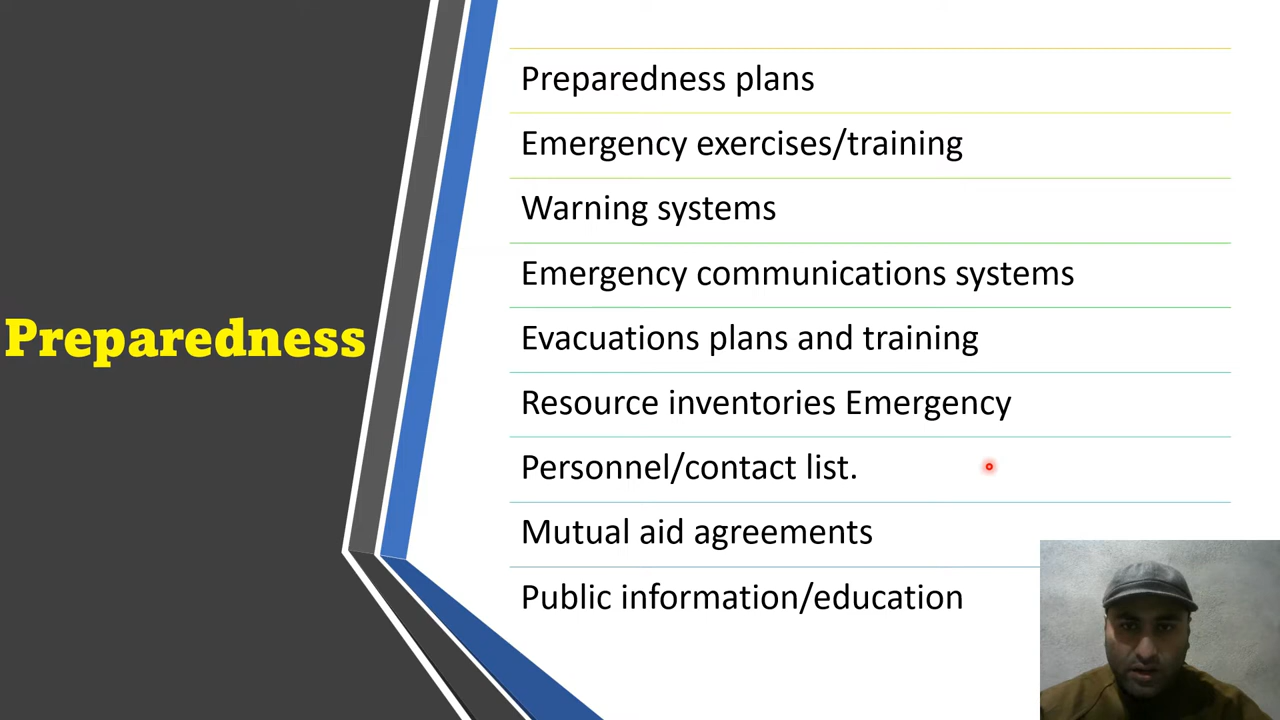 Preparedness
Preparedness plans
Emergency exercises/training
Warning systems
Emergency communications systems
Evacuations plans and training
Resource inventories Emergency
Personnel/contact list.
Mutual aid agreements
Public information/education